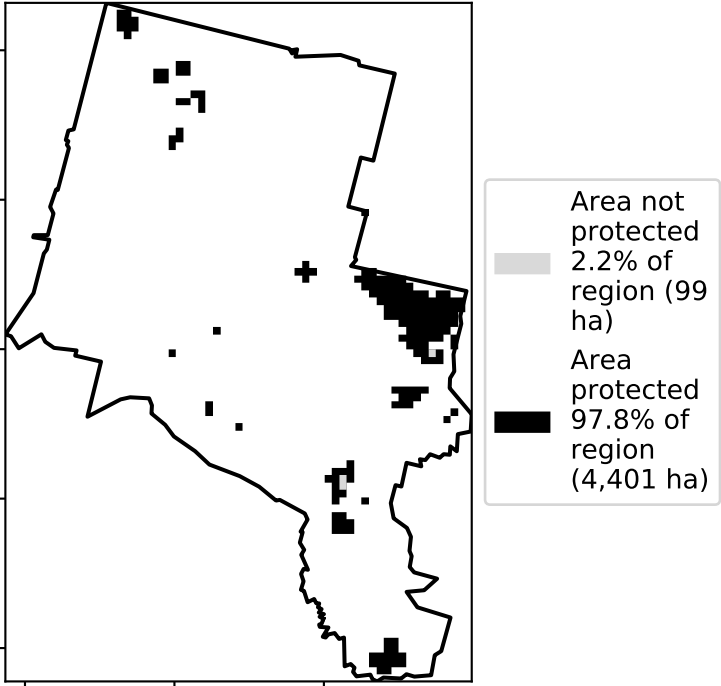 Area not
protected
2.2% of
region (99
ha)
Area
protected
97.8% of
region
(4,401 ha)